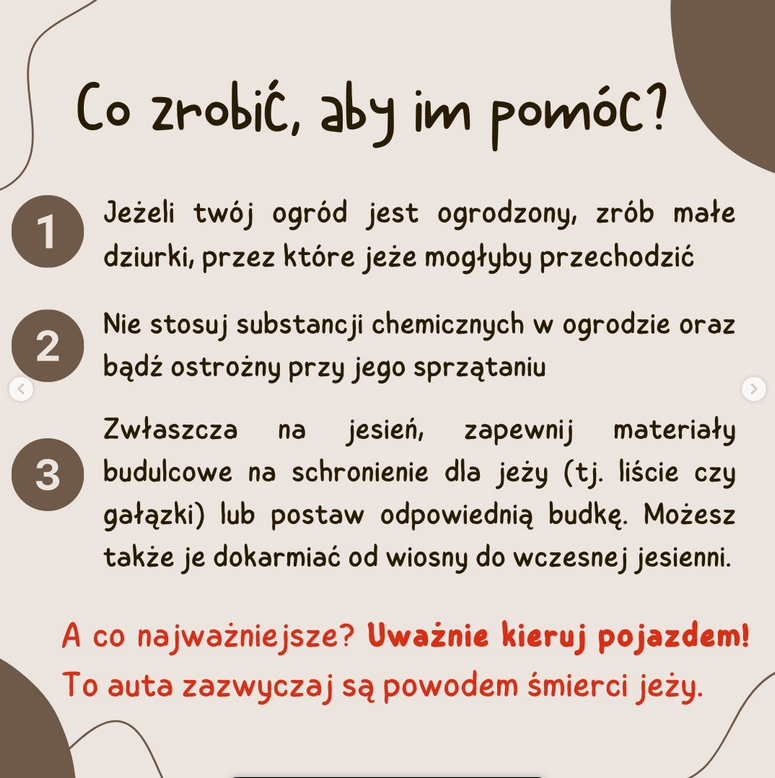 Co zrobić, aby im pomóc?
1
Jeżeli twój ogród jest ogrodzony, zrób małe
dziurki, przez które jeże mogłyby przechodzić
2
Nie stosuj substancji chemicznych w ogrodzie oraz
bądź ostrożny przy jego sprzątaniu
3
Zwłaszcza na jesień, zapewnij materiały
budulcowe na schronienie dla jeży (tj. liście czy
gałązki) lub postaw odpowiednią budkę. Możesz
także je dokarmiać od wiosny do wczesnej jesienni.
A co najważniejsze? Uważnie kieruj pojazdem!
To auta zazwyczaj są powodem śmierci jeży.